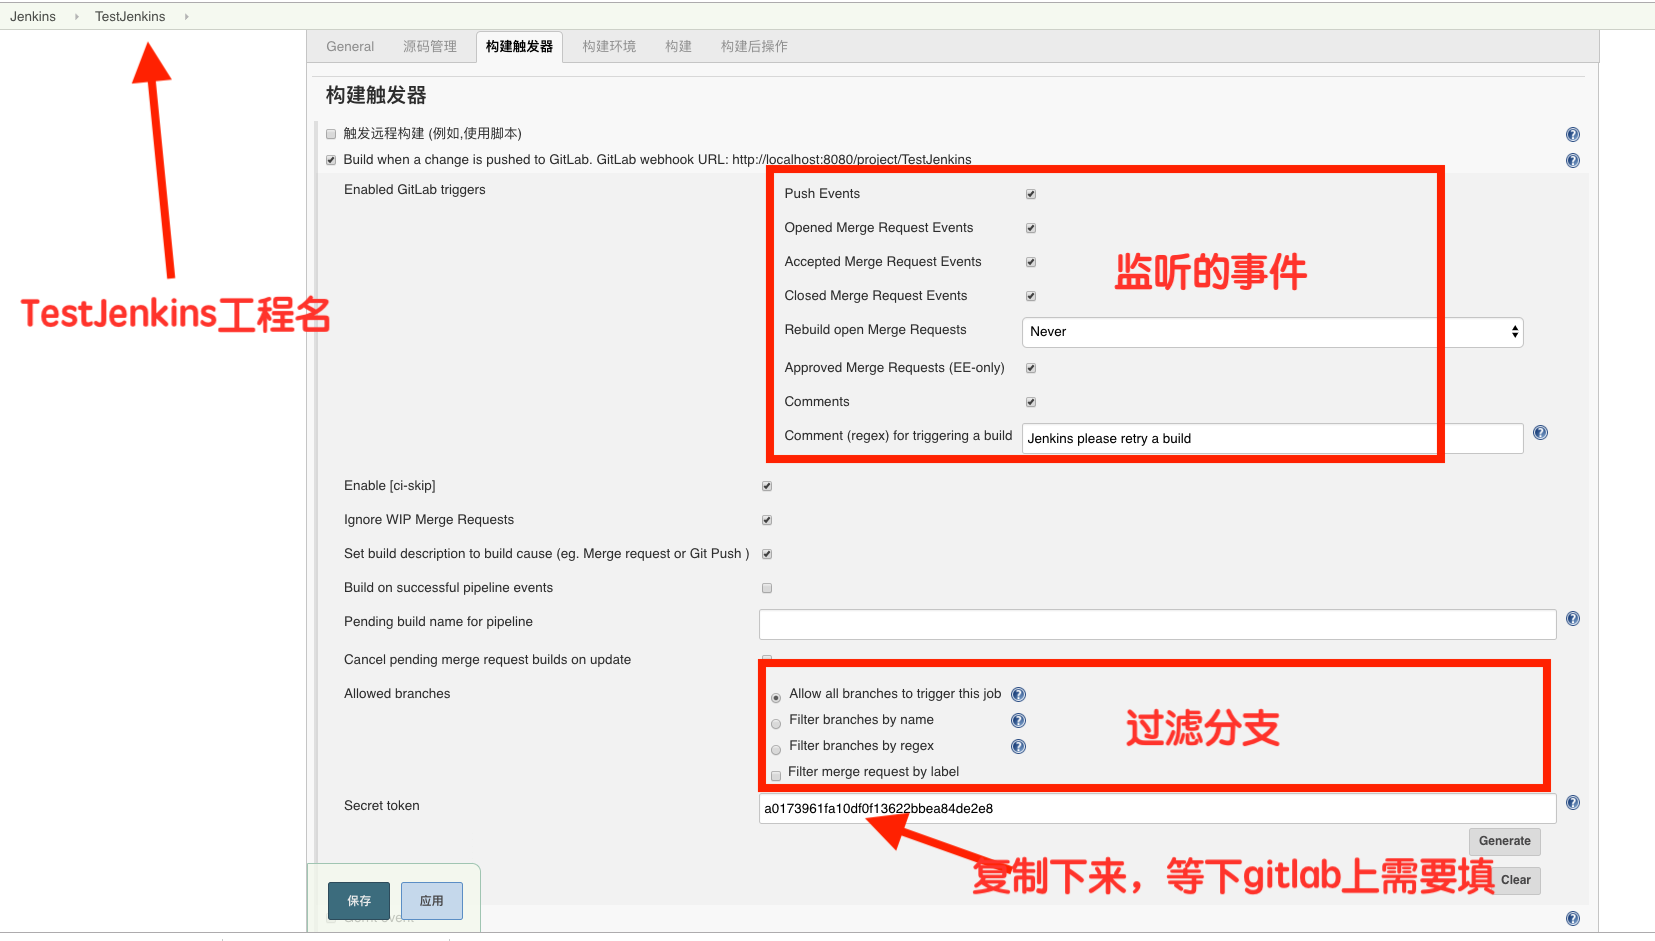 Jenkins
TestJenkins
General 源码管理 构建触发器 构建环境 构建 构建后操作
构建触发器
触发远程构建 (例如,使用脚本)
Build when a change is pushed to GitLab. GitLab webhook URL: http://localhost:8080/project/TestJenkins
Enabled GitLab triggers
Push Events
Opened Merge Request Events
Accepted Merge Request Events
监听的事件
Closed Merge Request Events
TestJenkins工程名
Rebuild open Merge Requests
Never
Approved Merge Requests (EE-only)
Comments
Comment (regex) for triggering a build
Jenkins please retry a build
Enable [ci-skip]
Ignore WIP Merge Requests
Set build description to build cause (eg. Merge request or Git Push )
Build on successful pipeline events
Pending build name for pipeline
Cancel pending merge request builds on update
Allowed branches
Allow all branches to trigger this job
Filter branches by name
过滤分支
Filter branches by regex
Filter merge request by label
Secret token
a0173961fa10df0f13622bbea84de2e8
Generate
复制下来，等下gitlab上需要填
Clear
保存
应用